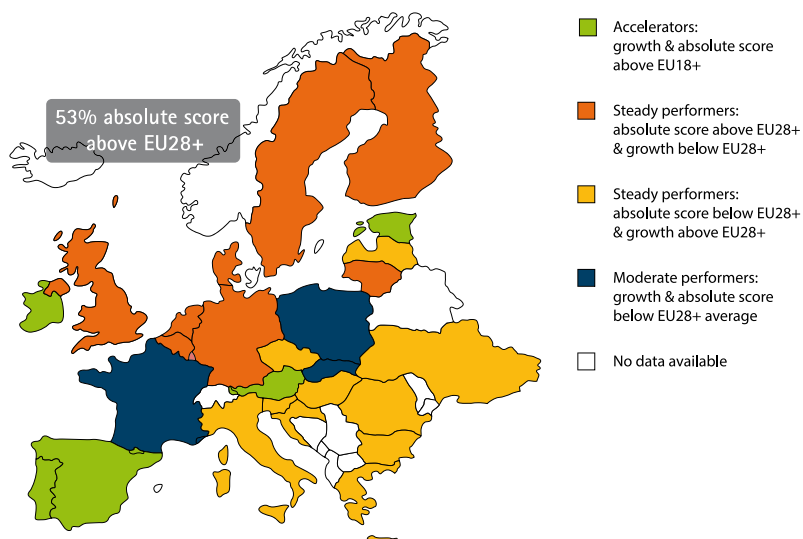 53% absolute score
above EU28+
Accelerators:
growth & absolute score
above EU18+
Steady performers:
absolute score above EU28+
& growth below EU28+
Steady performers:
absolute score below EU28+
& growth above EU28+
Moderate performers:
growth & absolute score
below EU28+ average
No data available